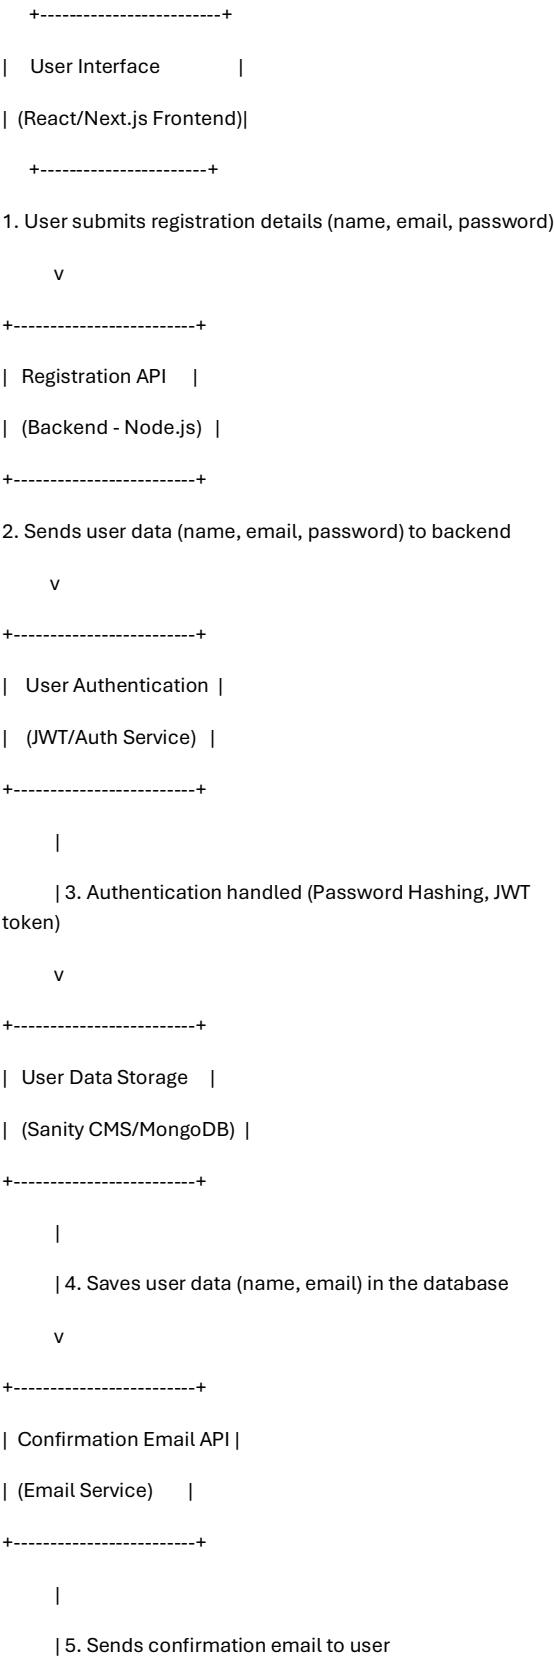 +-------------------------+
|    User Interface              |
|  (React/Next.js Frontend)|
+-----------------------+
1. User submits registration details (name, email, password)
v
+-------------------------+
|   Registration API     |
|   (Backend - Node.js)   |
+-------------------------+
2. Sends user data (name, email, password) to backend
v
+-------------------------+
|    User Authentication  |
|    (JWT/Auth Service)   |
+-------------------------+
|
| 3. Authentication handled (Password Hashing, JWT
token)
v
+-------------------------+
|   User Data Storage    |
|   (Sanity CMS/MongoDB)  |
+-------------------------+
|
| 4. Saves user data (name, email) in the database
v
+-------------------------+
|  Confirmation Email API |
|  (Email Service)       |
+-------------------------+
|
| 5. Sends confirmation email to user